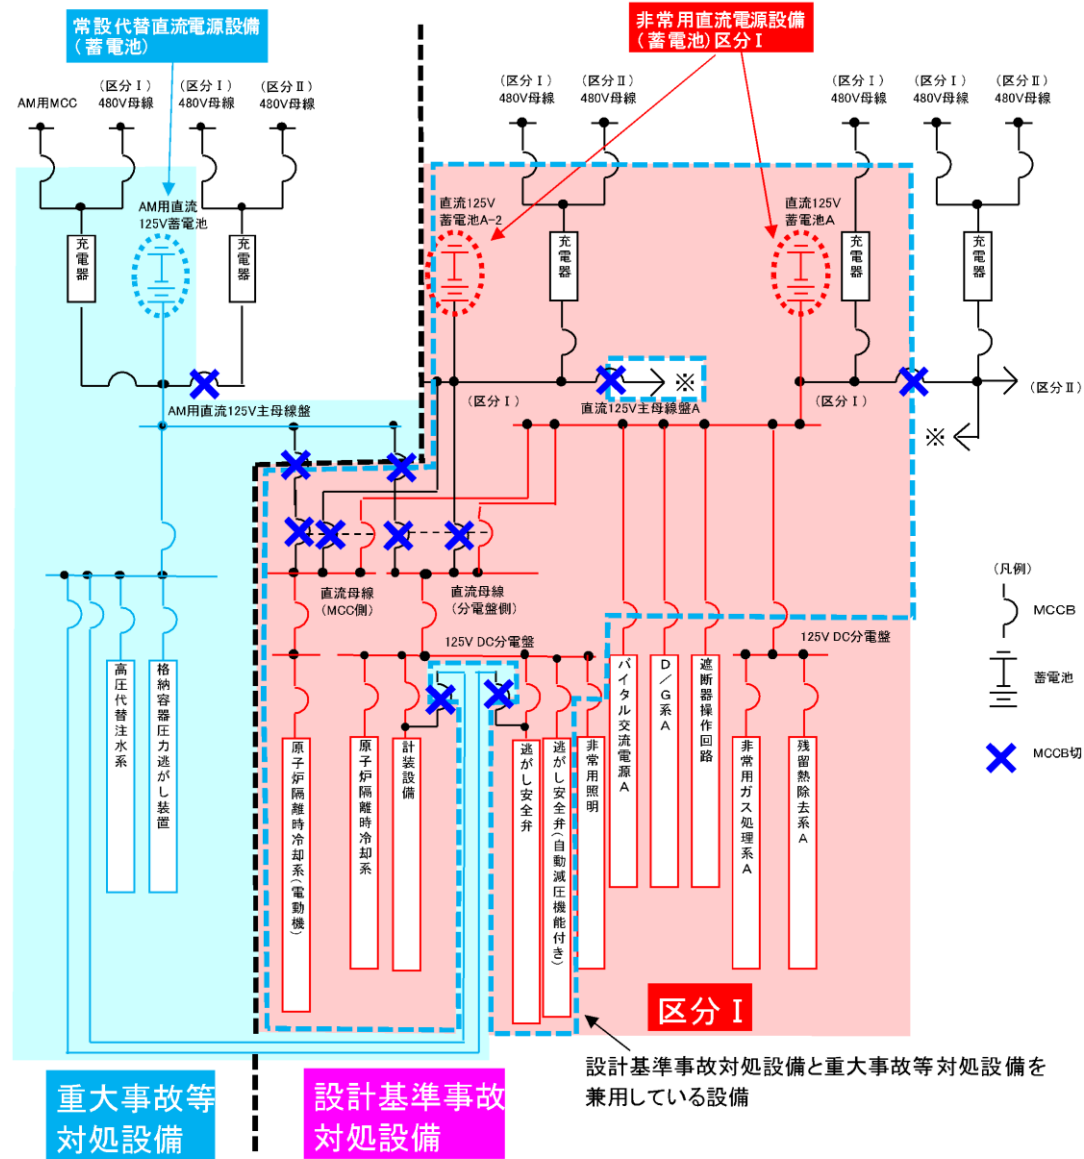 常設代替直流電源設備
（蓄電池）
非常用直流電源設備
（蓄電池）区分Ⅰ
AM用MCC
（区分Ⅰ）
480V母線
（区分Ⅰ）
480V母線
（区分Ⅱ）
480V母線
（区分Ⅰ）
480V母線
（区分Ⅱ）
480V母線
（区分Ⅰ）
480V母線
（区分Ⅰ）
480V母線
（区分Ⅱ）
480V母線
AM用直流
125V蓄電池
直流125V
蓄電池A-2
直流125V
蓄電池A
充電器
充電器
充電器
充電器
充電器
※
（区分Ⅱ）
（区分Ⅰ）
直流125V主母線盤A
（区分Ⅰ）
AM用直流125V主母線盤
※
直流母線
（MCC側）
直流母線
（分電盤側）
125V DC分電盤
125V DC分電盤
高圧代替注水系
格納容器圧力逃がし装置
原子炉隔離時冷却系（電動機）
原子炉隔離時冷却系
計装設備
逃がし安全弁
逃がし安全弁（自動減圧機能付き）
非常用照明
バイタル交流電源A
D／G系A
遮断器操作回路
非常用ガス処理系A
残留熱除去系A
（凡例）
MCCB
蓄電池
MCCB切
区分Ⅰ
設計基準事故対処設備と重大事故等対処設備を
兼用している設備
重大事故等
対処設備
設計基準事故
対処設備